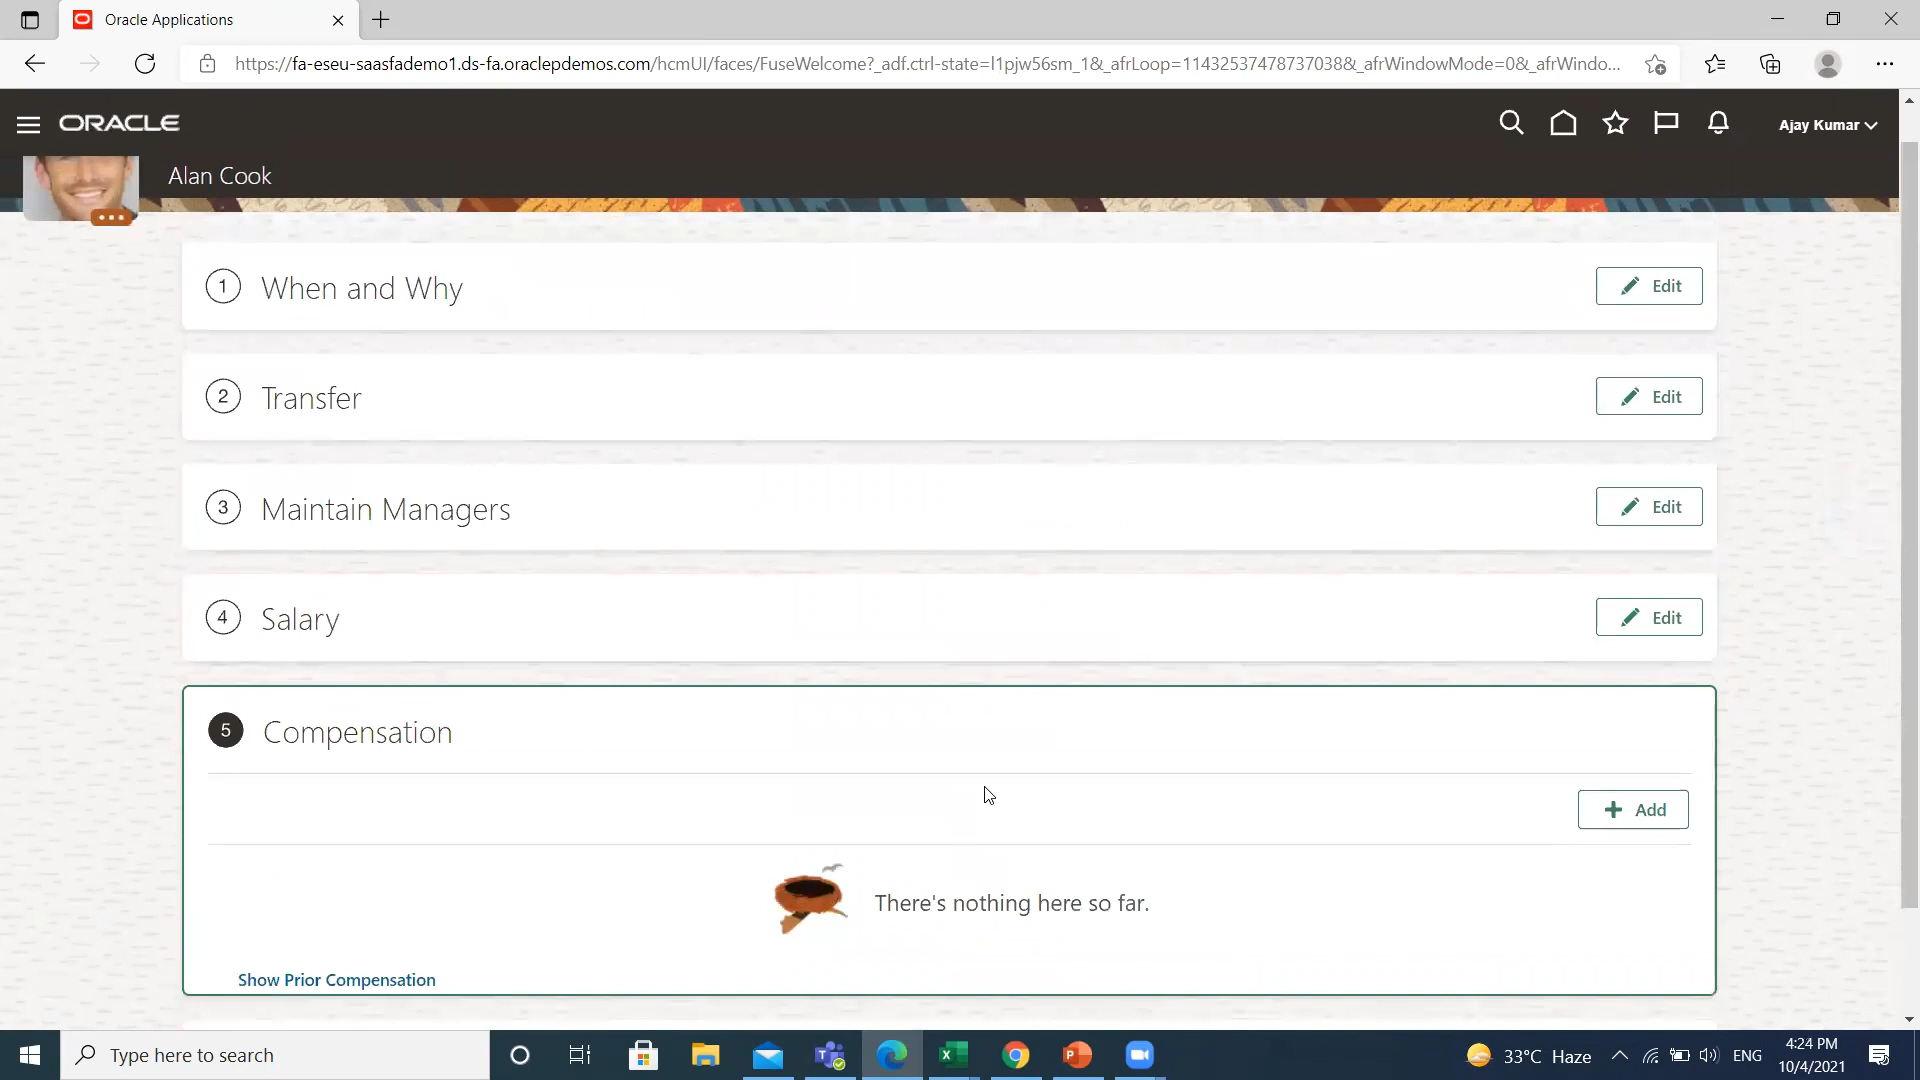 Oracle Applications
https://fa-eseu-saasfademo1.ds-fa.oraclepdemos.com/hcmUI/faces/FuseWelcome?_adf.ctrl-state=l1pjw56sm_1&_afrLoop=11432537478737038&_afrWindowMode=0&_afrWindo...
ORACLE
Ajay Kumar
Alan Cook
1 When and Why
Edit
2 Transfer
Edit
3 Maintain Managers
Edit
4 Salary
Edit
5 Compensation
Add
There's nothing here so far.
Show Prior Compensation
Type here to search
33°C Haze
ENG
4:24 PM
10/4/2021